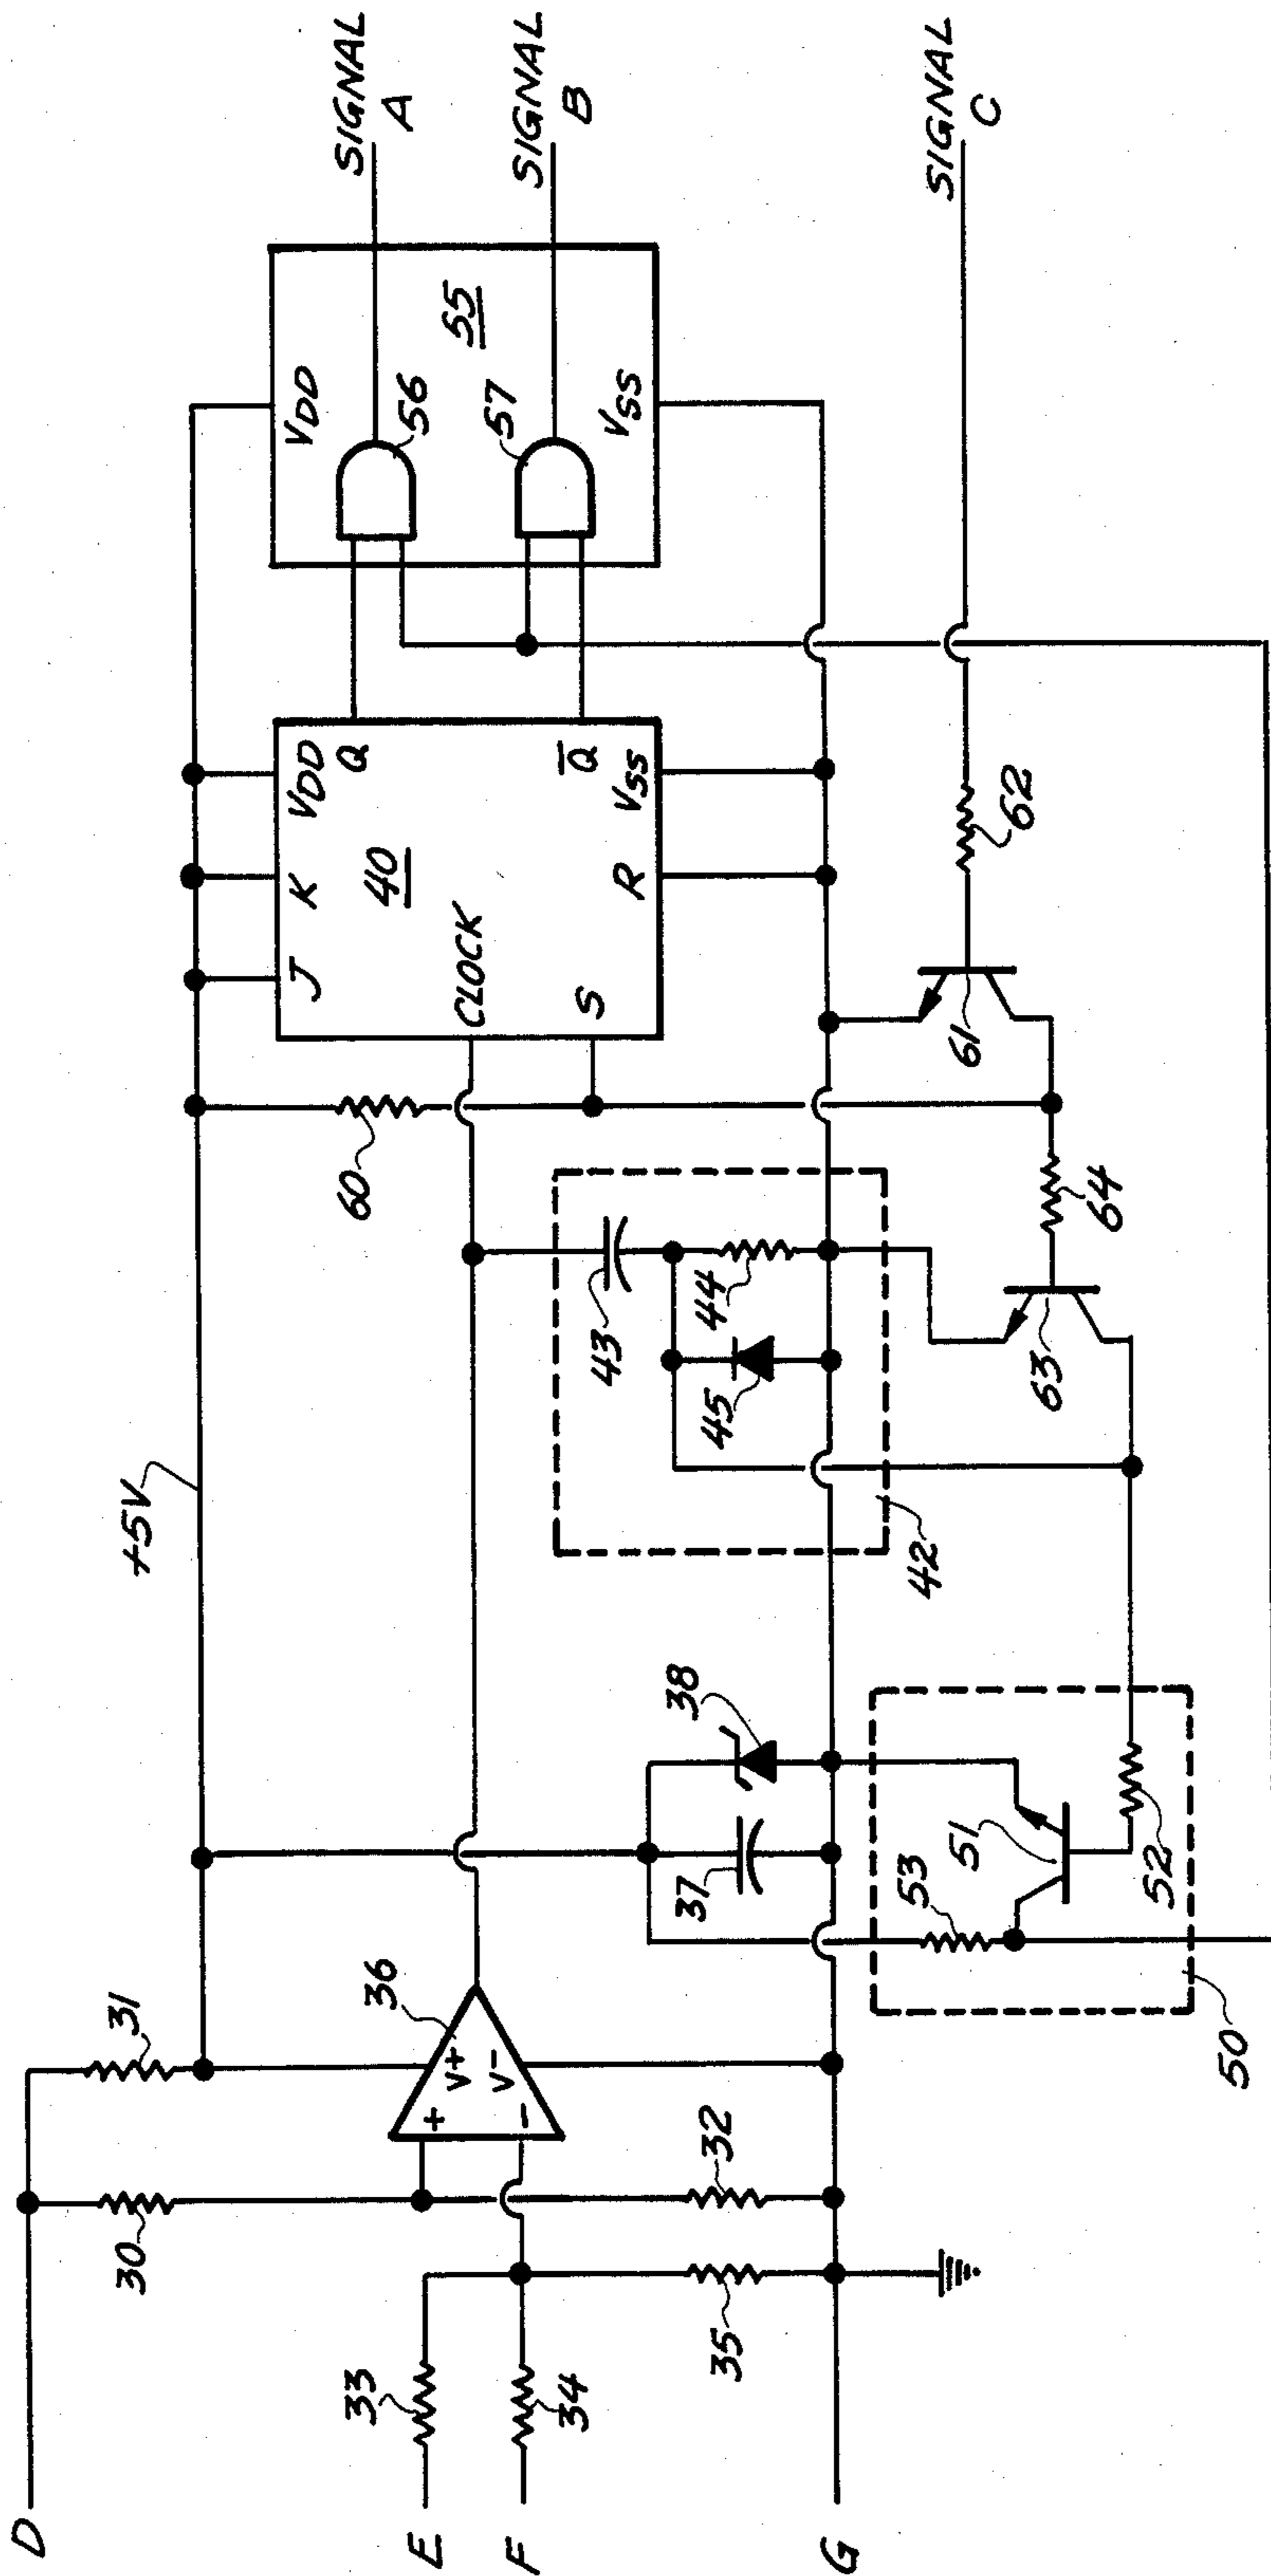 D
E
F
G
30
31
33
34
35
32
+
-
V+
V-
36
37
38
+5V
50
51
52
53
42
43
44
45
60
63
64
61
62
J
K
VDD
CLOCK
40
Q
S
R
VSS
Q̅
VDD
55
56
57
VSS
SIGNAL
A
SIGNAL
B
SIGNAL
C